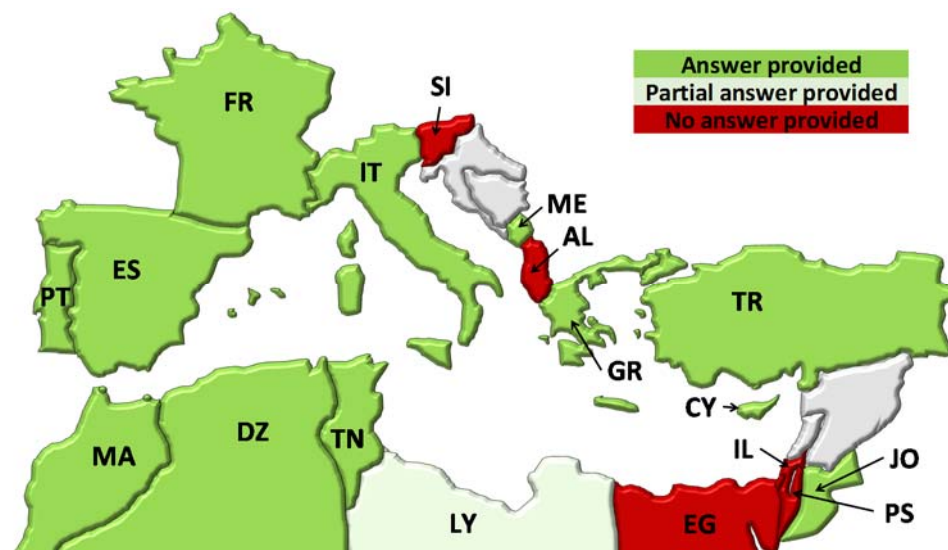 FR
SI
Answer provided
Partial answer provided
No answer provided
IT
ME
AL
ES
PT
TR
GR
CY
MA
DZ
TN
IL
JO
LY
EG
PS